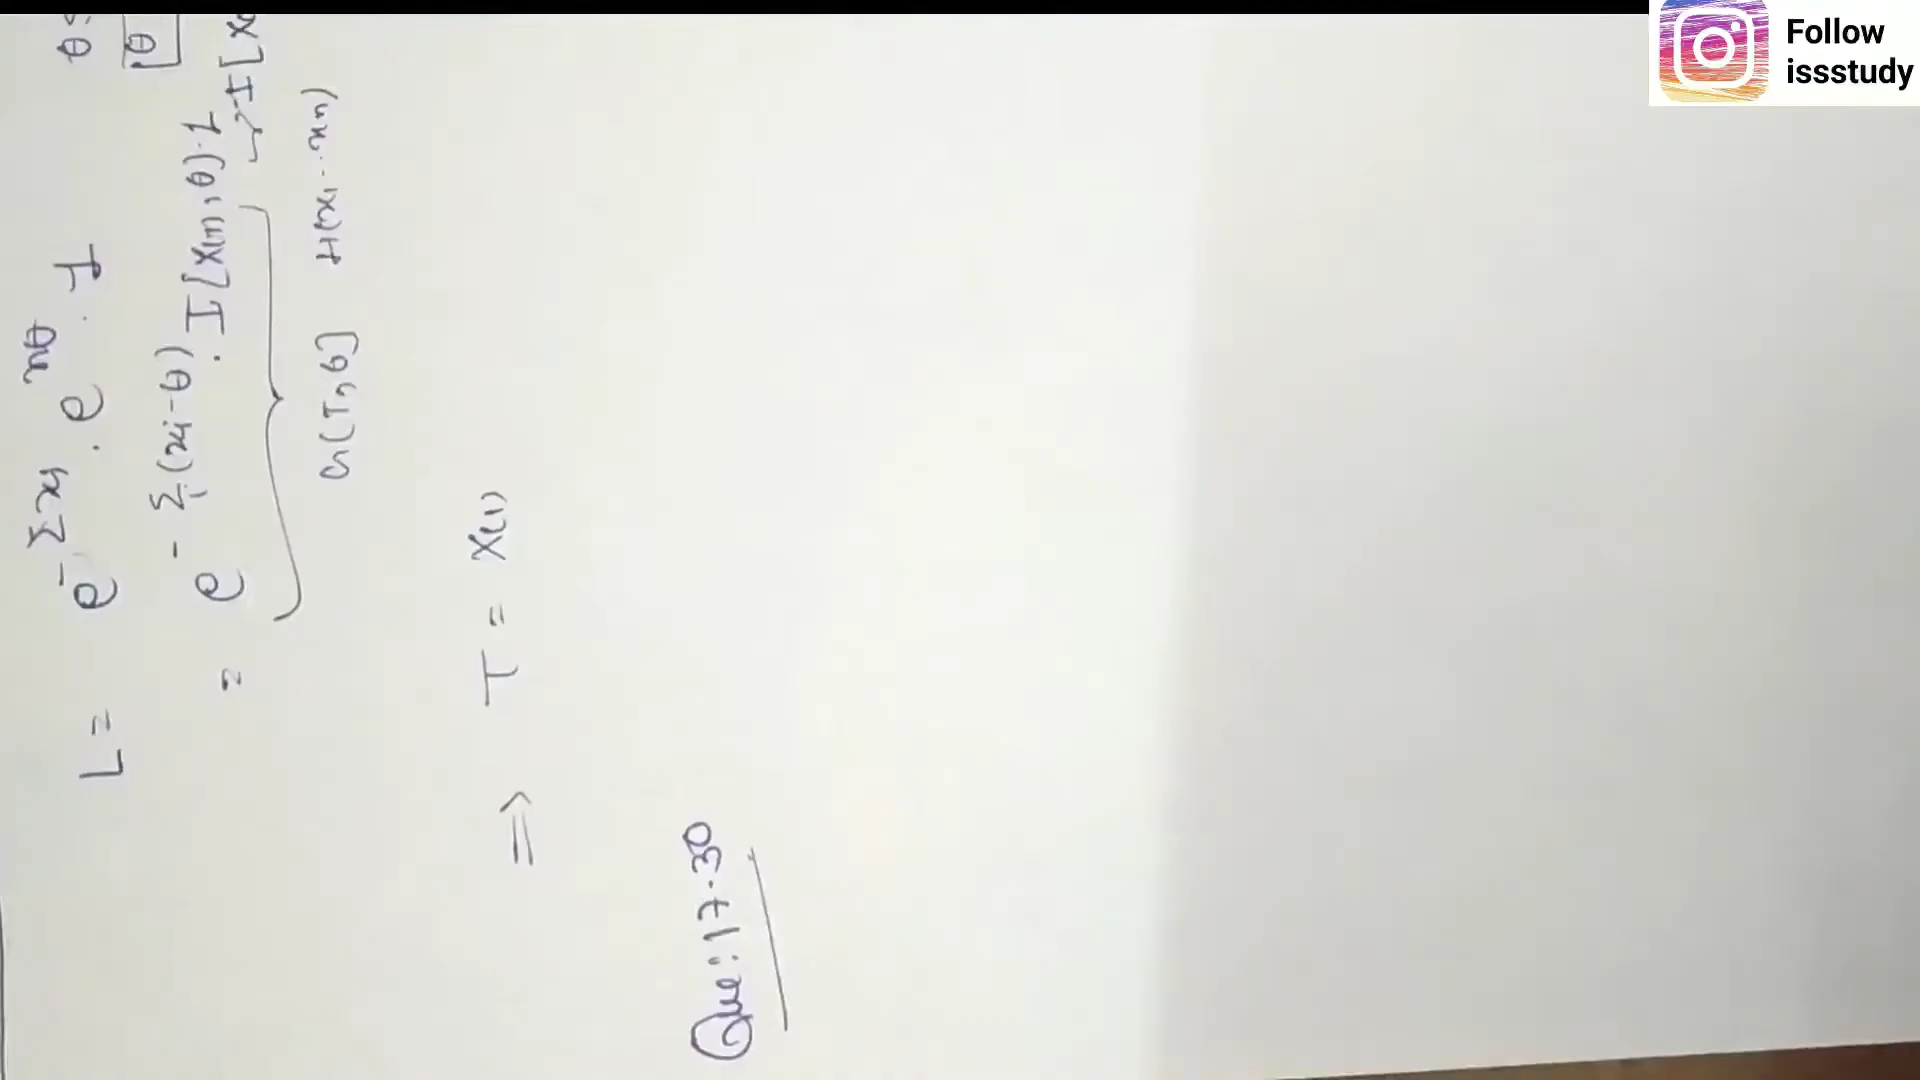 L = e^{-Σxi} . e^{nθ} . I
= e^{-Σ(xi-θ)} . I[X(1), θ) . 1
G(T, θ) H(x1...xn)
⇒ T = X(1)
Que: 17.30
Follow
issstudy